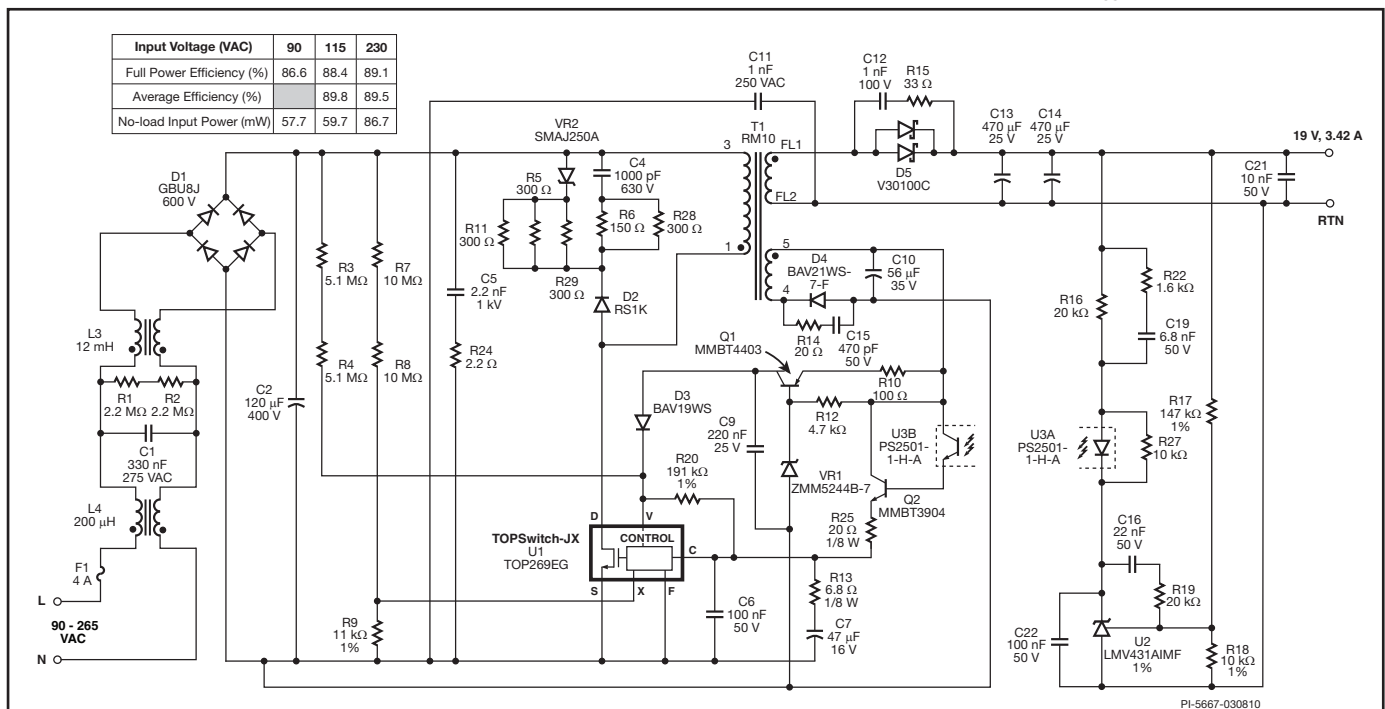 Input Voltage (VAC) 90 115 230
Full Power Efficiency (%) 86.6 88.4 89.1
Average Efficiency (%) 89.8 89.5
No-load Input Power (mW) 57.7 59.7 86.7
C11
1 nF
250 VAC
C12
1 nF
100 V
R15
33 Ω
VR2
SMAJ250A
T1
RM10
C13
470 µF
25 V
C14
470 µF
25 V
19 V, 3.42 A
3
FL1
D5
V30100C
C21
10 nF
50 V
FL2
RTN
D1
GBU8J
600 V
C4
1000 pF
630 V
R5
300 Ω
R11
300 Ω
R6
150 Ω
R28
300 Ω
1
R29
300 Ω
D2
RS1K
R3
5.1 MΩ
R7
10 MΩ
C5
2.2 nF
1 kV
5
D4
BAV21WS-
7-F
C10
56 µF
35 V
4
R14
20 Ω
C15
470 pF
50 V
R16
20 kΩ
R22
1.6 kΩ
C19
6.8 nF
50 V
L3
12 mH
R4
5.1 MΩ
R8
10 MΩ
R24
2.2 Ω
Q1
MMBT4403
R10
100 Ω
R1
2.2 MΩ
R2
2.2 MΩ
C2
120 µF
400 V
D3
BAV19WS
C9
220 nF
25 V
R12
4.7 kΩ
U3B
PS2501-
1-H-A
U3A
PS2501-
1-H-A
R27
10 kΩ
R17
147 kΩ
1%
C1
330 nF
275 VAC
R20
191 kΩ
1%
VR1
ZMM5244B-7
Q2
MMBT3904
L4
200 µH
D
V
TOPSwitch-JX
U1
TOP269EG
CONTROL
C
S
X
F
R25
20 Ω
1/8 W
C16
22 nF
50 V
R19
20 kΩ
F1
4 A
L
90 - 265
VAC
N
R9
11 kΩ
1%
C6
100 nF
50 V
R13
6.8 Ω
1/8 W
C7
47 µF
16 V
C22
100 nF
50 V
U2
LMV431AIMF
1%
R18
10 kΩ
1%
PI-5667-030810